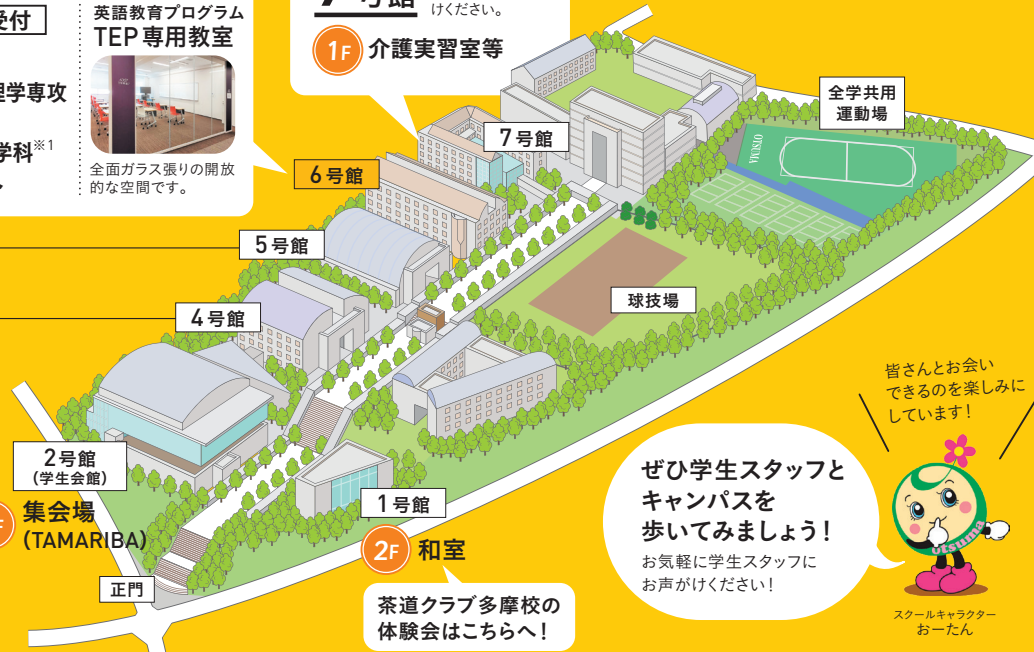 受付
理学専攻
学科※1
英語教育プログラム
TEP専用教室
全面ガラス張りの開放
的な空間です。
7号館
けください。
1F 介護実習室等
全学共用
運動場
OTSUMA
7号館
6号館
5号館
球技場
4号館
2号館
(学生会館)
集会場
(TAMARIBA)
1号館
2F 和室
正門
茶道クラブ多摩校の
体験会はこちらへ！
皆さんとお会い
できるのを楽しみに
しています！
ぜひ学生スタッフと
キャンパスを
歩いてみましょう！
お気軽に学生スタッフに
お声がけください！
otsuma
スクールキャラクター
おーたん